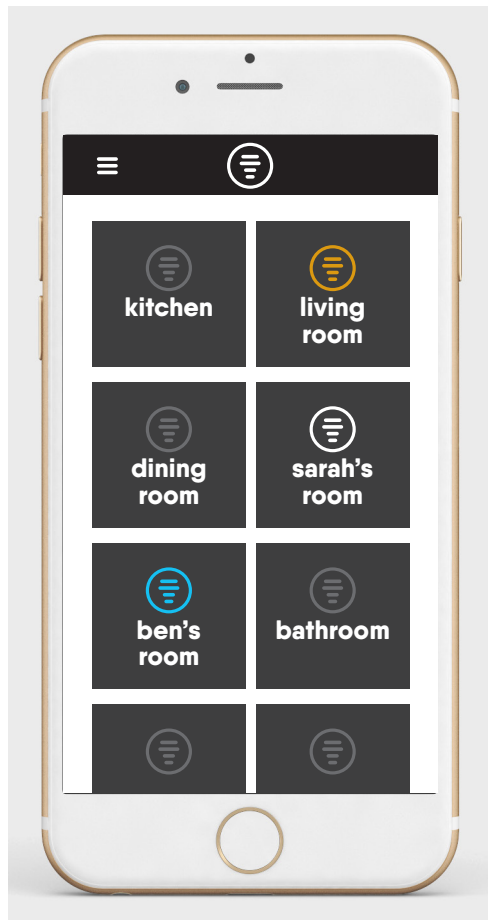 kitchen
living
room
dining
room
sarah's
room
ben's
room
bathroom